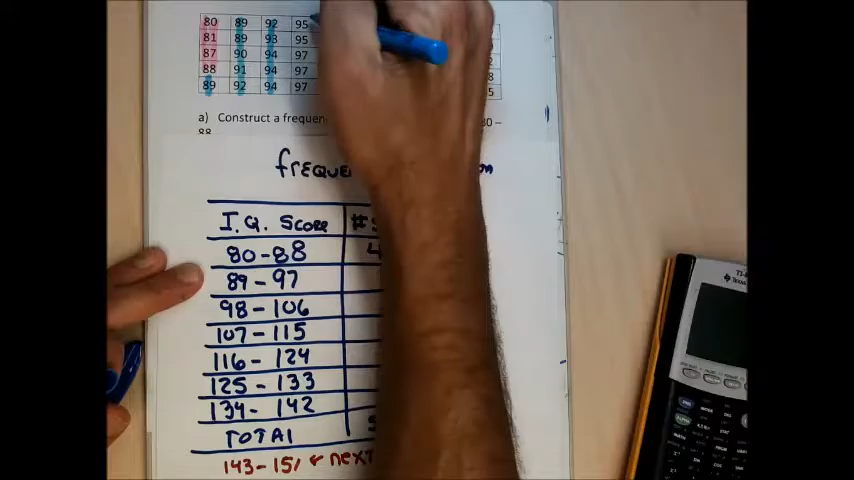 80 89 92 95
81 89 93 95
87 90 94 97
88 91 94 97
89 92 94 97
a) Construct a
88
I.Q. Score #
80-88 4
89-97
98-106
107-115
116-124
125-133
134-142
TOTAL
143-151 next